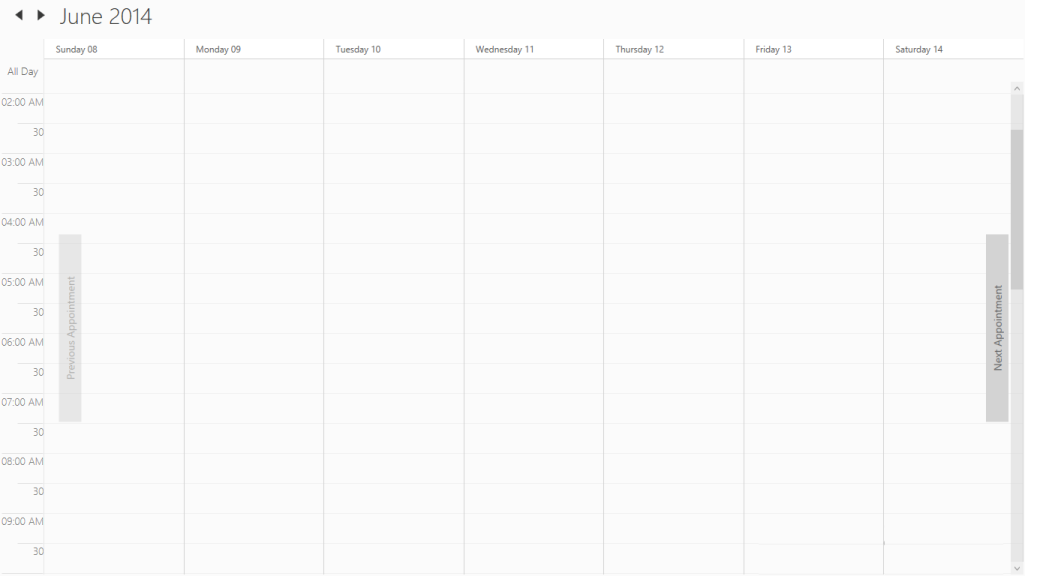 June 2014
Sunday 08 Monday 09 Tuesday 10 Wednesday 11 Thursday 12 Friday 13 Saturday 14
All Day
02:00 AM
30
03:00 AM
30
04:00 AM
30
05:00 AM
30
06:00 AM
30
07:00 AM
30
08:00 AM
30
09:00 AM
30
Previous Appointment
Next Appointment